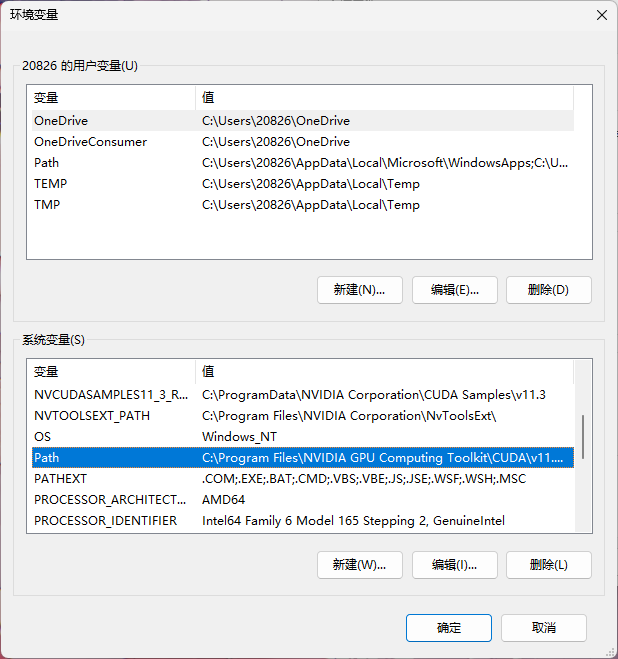 环境变量
20826 的用户变量(U)
变量 值
OneDrive C:\Users\20826\OneDrive
OneDriveConsumer C:\Users\20826\OneDrive
Path C:\Users\20826\AppData\Local\Microsoft\WindowsApps;C:\U...
TEMP C:\Users\20826\AppData\Local\Temp
TMP C:\Users\20826\AppData\Local\Temp
新建(N)... 编辑(E)... 删除(D)
系统变量(S)
变量 值
NVCUDASAMPLES11_3_R... C:\ProgramData\NVIDIA Corporation\CUDA Samples\v11.3
NVTOOLSEXT_PATH C:\Program Files\NVIDIA Corporation\NvToolsExt\
OS Windows_NT
Path C:\Program Files\NVIDIA GPU Computing Toolkit\CUDA\v11....
PATHEXT .COM;.EXE;.BAT;.CMD;.VBS;.VBE;.JS;.JSE;.WSF;.WSH;.MSC
PROCESSOR_ARCHITECT... AMD64
PROCESSOR_IDENTIFIER Intel64 Family 6 Model 165 Stepping 2, GenuineIntel
新建(W)... 编辑(I)... 删除(L)
确定 取消